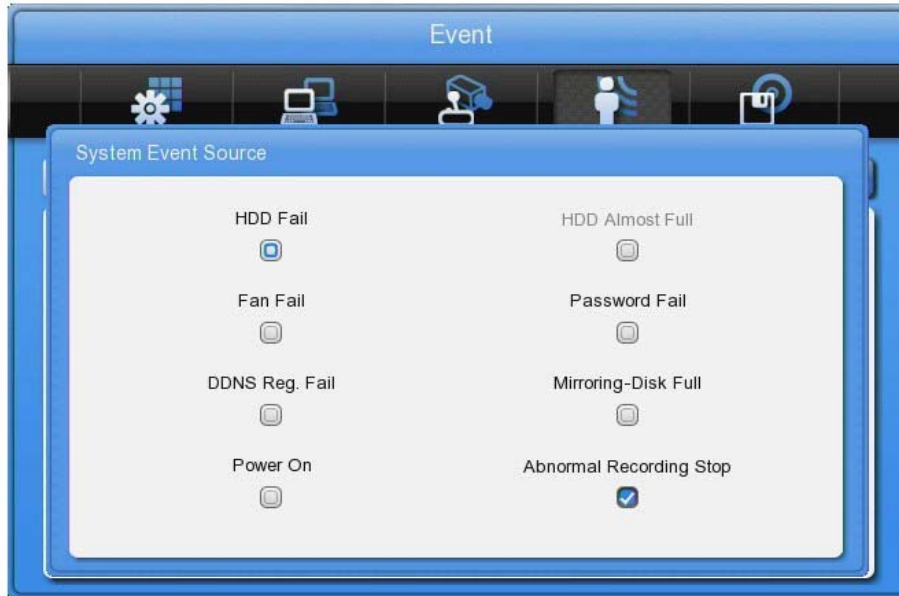 Event
System Event Source
HDD Fail
HDD Almost Full
Fan Fail
Password Fail
DDNS Reg. Fail
Mirroring-Disk Full
Power On
Abnormal Recording Stop